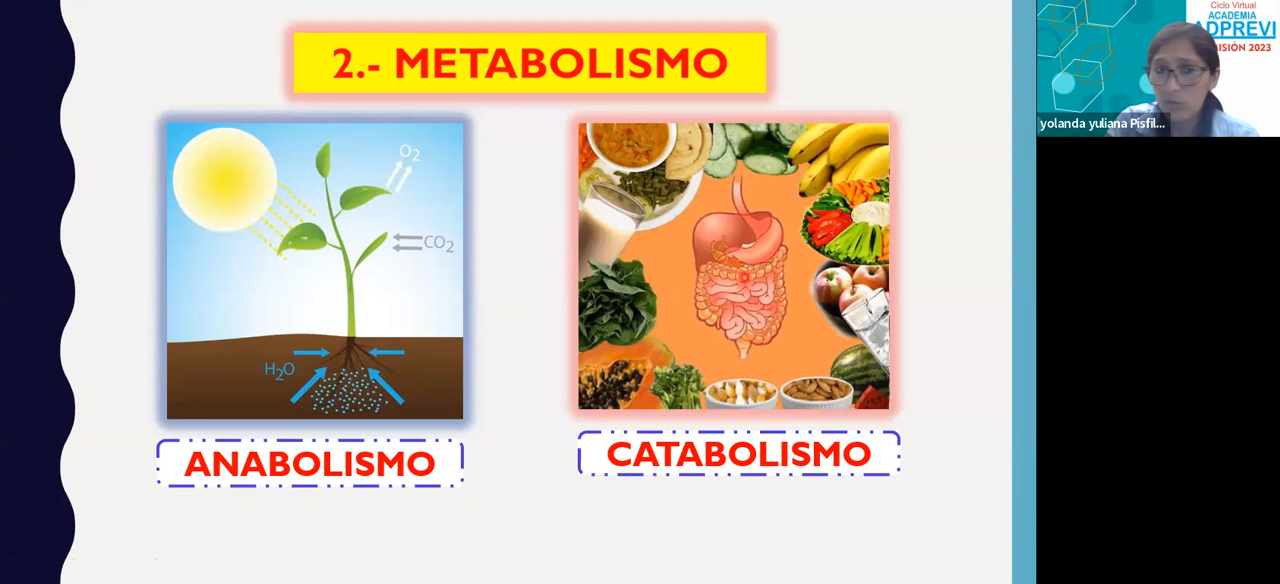 2.- METABOLISMO
O2
CO2
H2O
ANABOLISMO
CATABOLISMO
Ciclo Virtual
ACADEMIA
ADPREVI
ISIÓN 2023
yolanda yuliana Pisfil...